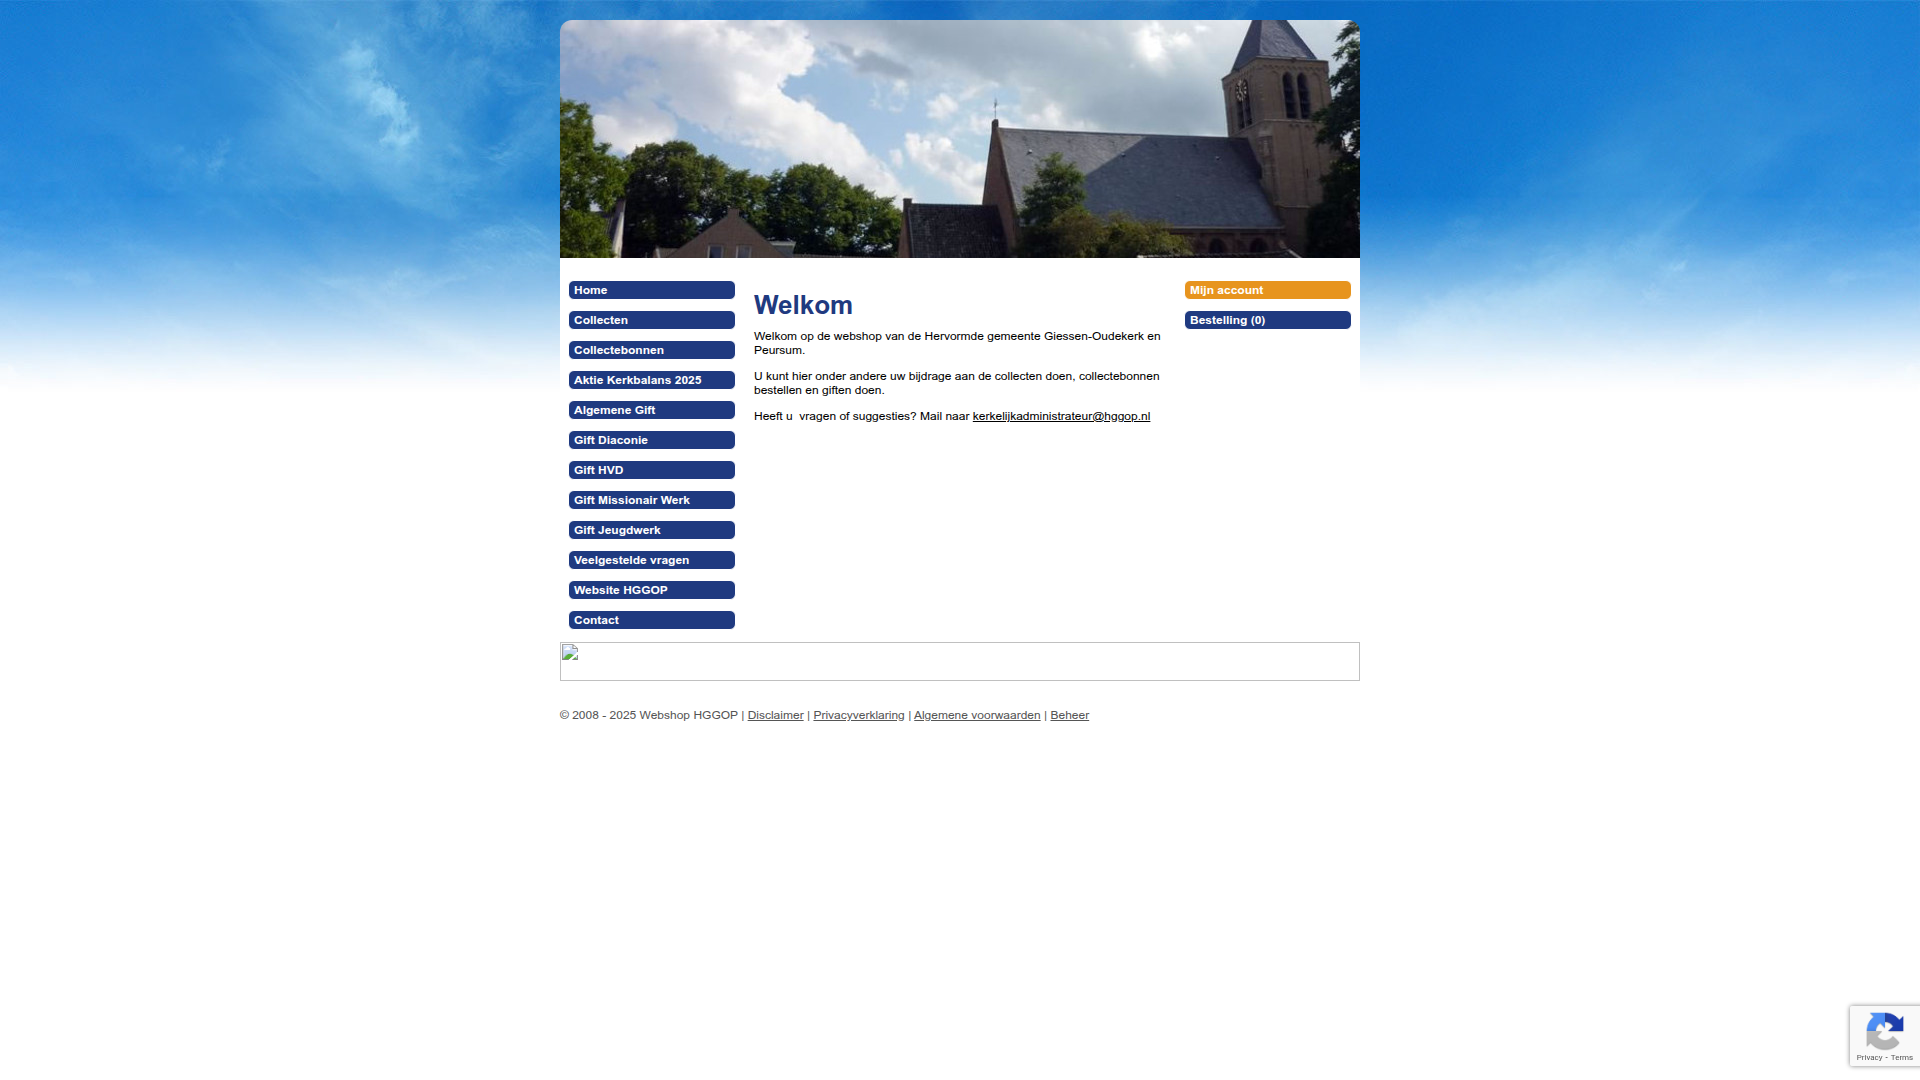 Home
Collecten
Collectebonnen
Aktie Kerkbalans 2025
Algemene Gift
Gift Diaconie
Gift HVD
Gift Missionair Werk
Gift Jeugdwerk
Veelgestelde vragen
Website HGGOP
Contact
Welkom
Welkom op de webshop van de Hervormde gemeente Giessen-Oudekerk en
Peursum.
U kunt hier onder andere uw bijdrage aan de collecten doen, collectebonnen
bestellen en giften doen.
Heeft u  vragen of suggesties? Mail naar kerkelijkadministrateur@hggop.nl
Mijn account
Bestelling (0)
© 2008 - 2025 Webshop HGGOP | Disclaimer | Privacyverklaring | Algemene voorwaarden | Beheer
Privacy - Terms